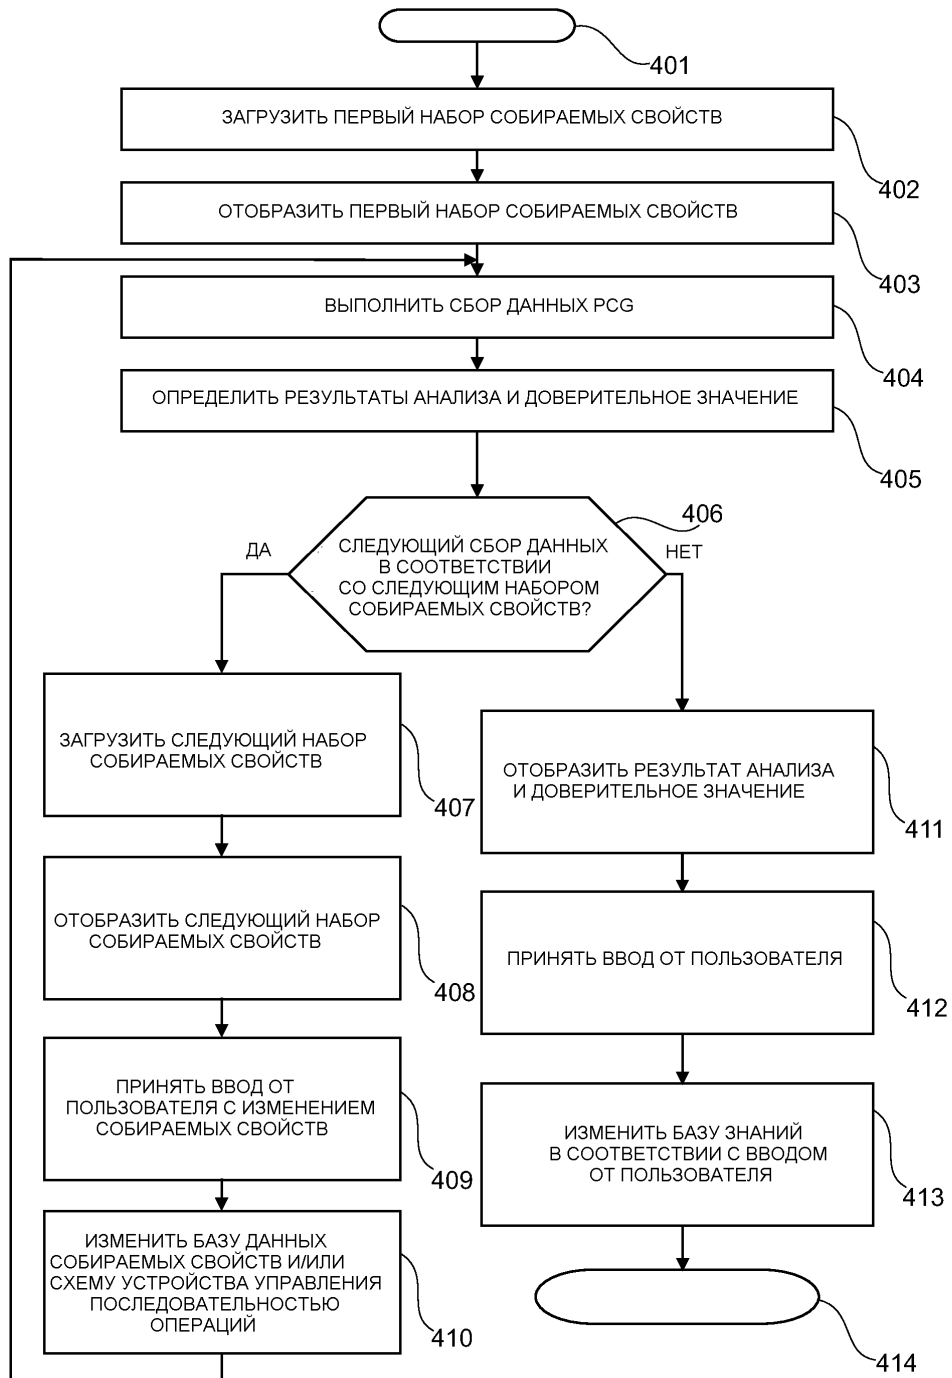 401
ЗАГРУЗИТЬ ПЕРВЫЙ НАБОР СОБИРАЕМЫХ СВОЙСТВ
402
ОТОБРАЗИТЬ ПЕРВЫЙ НАБОР СОБИРАЕМЫХ СВОЙСТВ
403
ВЫПОЛНИТЬ СБОР ДАННЫХ PCG
404
ОПРЕДЕЛИТЬ РЕЗУЛЬТАТЫ АНАЛИЗА И ДОВЕРИТЕЛЬНОЕ ЗНАЧЕНИЕ
405
406
ДА
СЛЕДУЮЩИЙ СБОР ДАННЫХ
В СООТВЕТСТВИИ
СО СЛЕДУЮЩИМ НАБОРОМ
СОБИРАЕМЫХ СВОЙСТВ?
НЕТ
ЗАГРУЗИТЬ СЛЕДУЮЩИЙ НАБОР
СОБИРАЕМЫХ СВОЙСТВ
407
ОТОБРАЗИТЬ СЛЕДУЮЩИЙ НАБОР
СОБИРАЕМЫХ СВОЙСТВ
408
ПРИНЯТЬ ВВОД ОТ
ПОЛЬЗОВАТЕЛЯ С ИЗМЕНЕНИЕМ
СОБИРАЕМЫХ СВОЙСТВ
409
ИЗМЕНИТЬ БАЗУ ДАННЫХ
СОБИРАЕМЫХ СВОЙСТВ И/ИЛИ
СХЕМУ УСТРОЙСТВА УПРАВЛЕНИЯ
ПОСЛЕДОВАТЕЛЬНОСТЬЮ
ОПЕРАЦИЙ
410
ОТОБРАЗИТЬ РЕЗУЛЬТАТ АНАЛИЗА
И ДОВЕРИТЕЛЬНОЕ ЗНАЧЕНИЕ
411
ПРИНЯТЬ ВВОД ОТ ПОЛЬЗОВАТЕЛЯ
412
ИЗМЕНИТЬ БАЗУ ЗНАНИЙ
В СООТВЕТСТВИИ С ВВОДОМ
ОТ ПОЛЬЗОВАТЕЛЯ
413
414